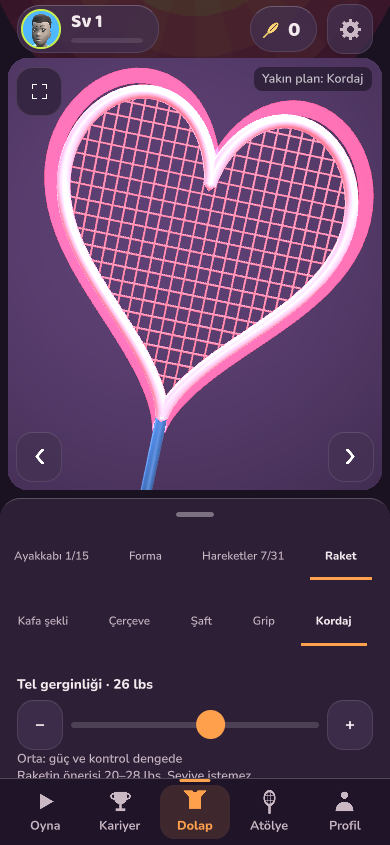 Sv 1
0
Yakın plan: Kordaj
Ayakkabı 1/15
Forma
Hareketler 7/31
Raket
Kafa şekli
Çerçeve
Şaft
Grip
Kordaj
Tel gerginliği · 26 lbs
−
+
Orta: güç ve kontrol dengede
Raketin önerisi 20–28 lbs. Seviye istemez
Oyna
Kariyer
Dolap
Atölye
Profil